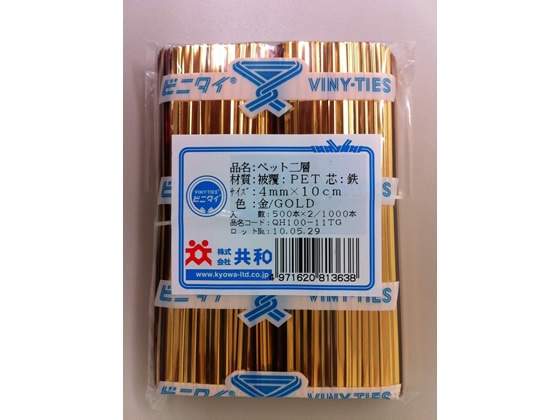 ビニタイ®
VINY-TIES
品名:ペット二層
材質:被覆:PET 芯:鉄
サイズ:4mm×10cm
色:金/GOLD
入 数:500本×2/1000本
品名コード:QH100-11TG
ロット№:10.05.29
VINY-TIES
ビニタイ
株式会社 共和
www.kyowa-ltd.co.jp
4971620813638
ビニタイ
VINY-TIES